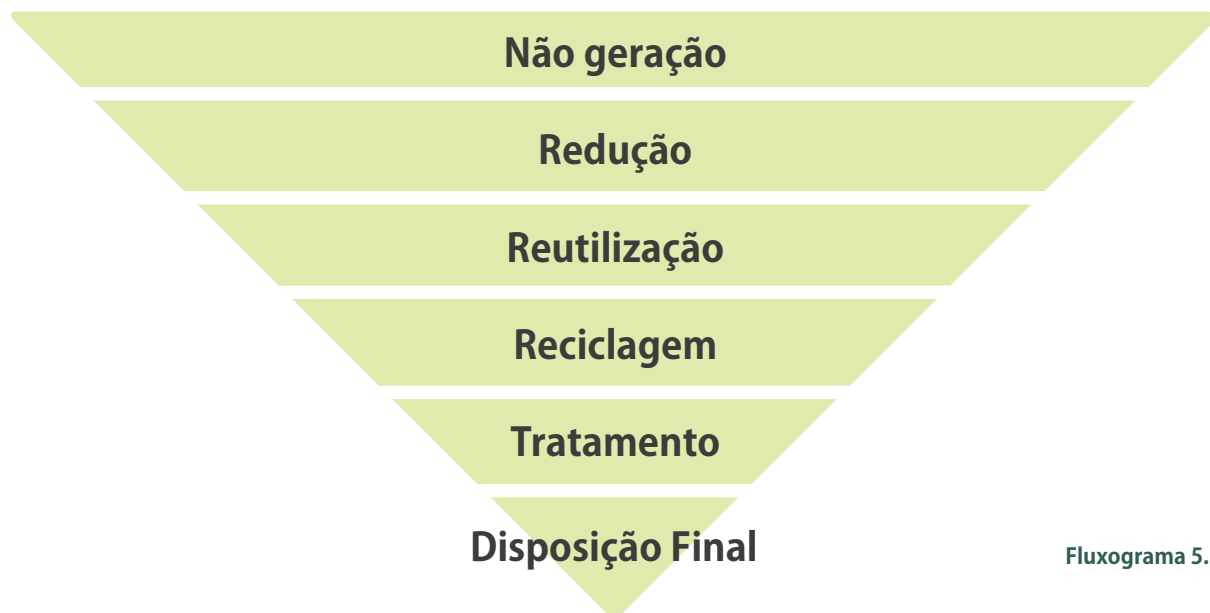 Não geração
Redução
Reutilização
Reciclagem
Tratamento
Disposição Final
Fluxograma 5.